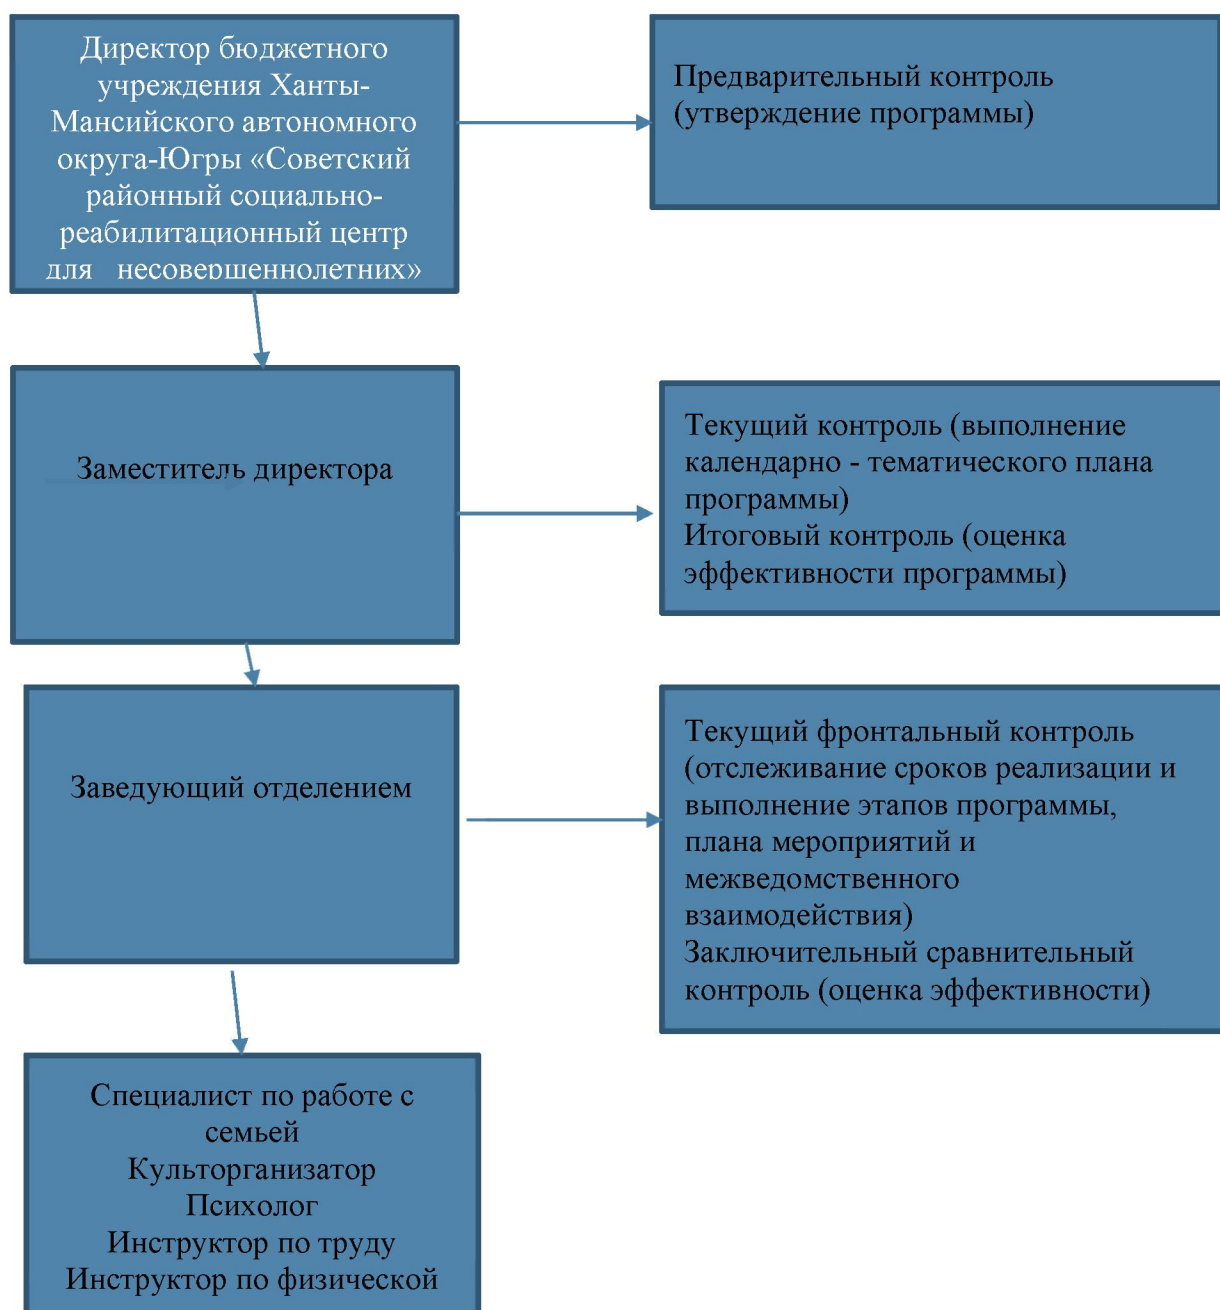 Директор бюджетного
учреждения Ханты-
Мансийского автономного
округа-Югры «Советский
районный социально-
реабилитационный центр
для несовершеннолетних»
Предварительный контроль
(утверждение программы)
Заместитель директора
Текущий контроль (выполнение
календарно - тематического плана
программы)
Итоговый контроль (оценка
эффективности программы)
Заведующий отделением
Текущий фронтальный контроль
(отслеживание сроков реализации и
выполнение этапов программы,
плана мероприятий и
межведомственного
взаимодействия)
Заключительный сравнительный
контроль (оценка эффективности)
Специалист по работе с
семьей
Культорганизатор
Психолог
Инструктор по труду
Инструктор по физической